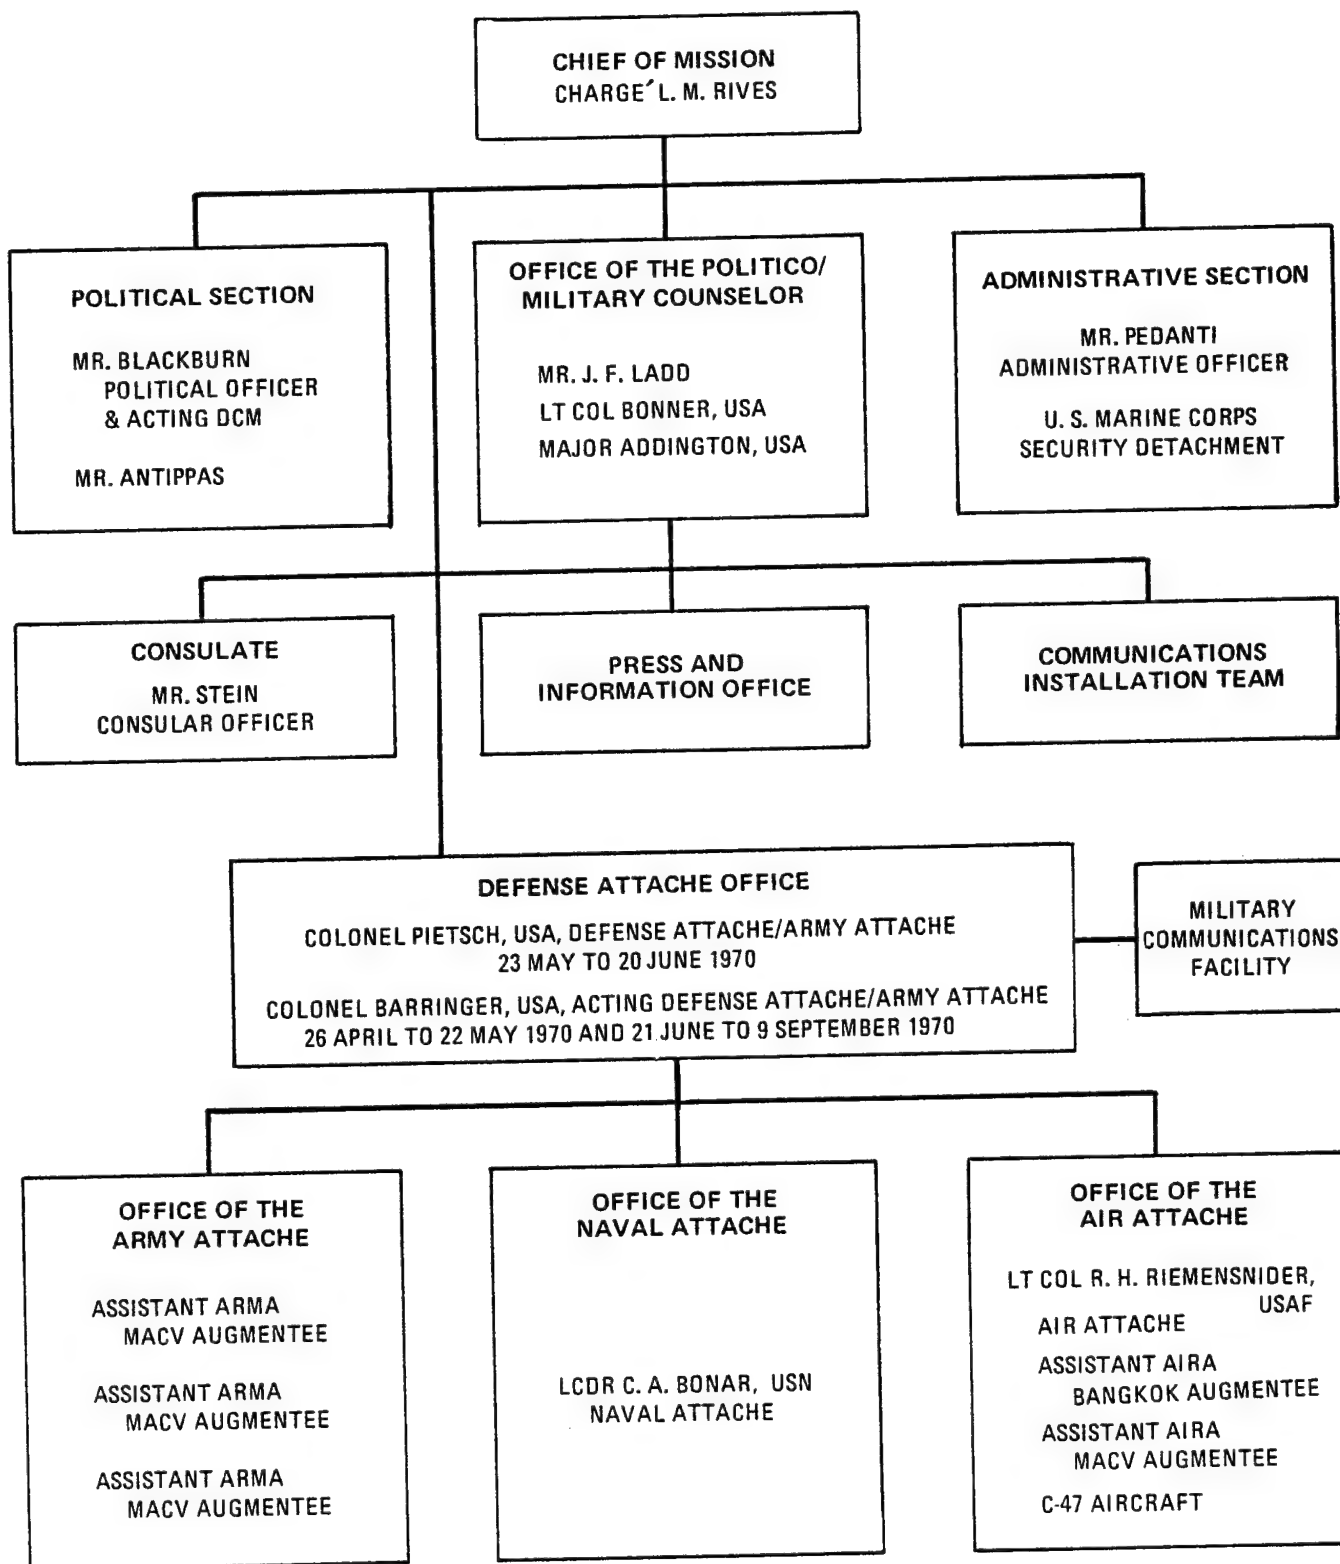 CHIEF OF MISSION
CHARGE´ L. M. RIVES
POLITICAL SECTION
MR. BLACKBURN
POLITICAL OFFICER
& ACTING DCM
MR. ANTIPPAS
OFFICE OF THE POLITICO/
MILITARY COUNSELOR
MR. J. F. LADD
LT COL BONNER, USA
MAJOR ADDINGTON, USA
ADMINISTRATIVE SECTION
MR. PEDANTI
ADMINISTRATIVE OFFICER
U. S. MARINE CORPS
SECURITY DETACHMENT
CONSULATE
MR. STEIN
CONSULAR OFFICER
PRESS AND
INFORMATION OFFICE
COMMUNICATIONS
INSTALLATION TEAM
DEFENSE ATTACHE OFFICE
COLONEL PIETSCH, USA, DEFENSE ATTACHE/ARMY ATTACHE
23 MAY TO 20 JUNE 1970
COLONEL BARRINGER, USA, ACTING DEFENSE ATTACHE/ARMY ATTACHE
26 APRIL TO 22 MAY 1970 AND 21 JUNE TO 9 SEPTEMBER 1970
MILITARY
COMMUNICATIONS
FACILITY
OFFICE OF THE
ARMY ATTACHE
ASSISTANT ARMA
MACV AUGMENTEE
ASSISTANT ARMA
MACV AUGMENTEE
ASSISTANT ARMA
MACV AUGMENTEE
OFFICE OF THE
NAVAL ATTACHE
LCDR C. A. BONAR, USN
NAVAL ATTACHE
OFFICE OF THE
AIR ATTACHE
LT COL R. H. RIEMENSNIDER,
USAF
AIR ATTACHE
ASSISTANT AIRA
BANGKOK AUGMENTEE
ASSISTANT AIRA
MACV AUGMENTEE
C-47 AIRCRAFT